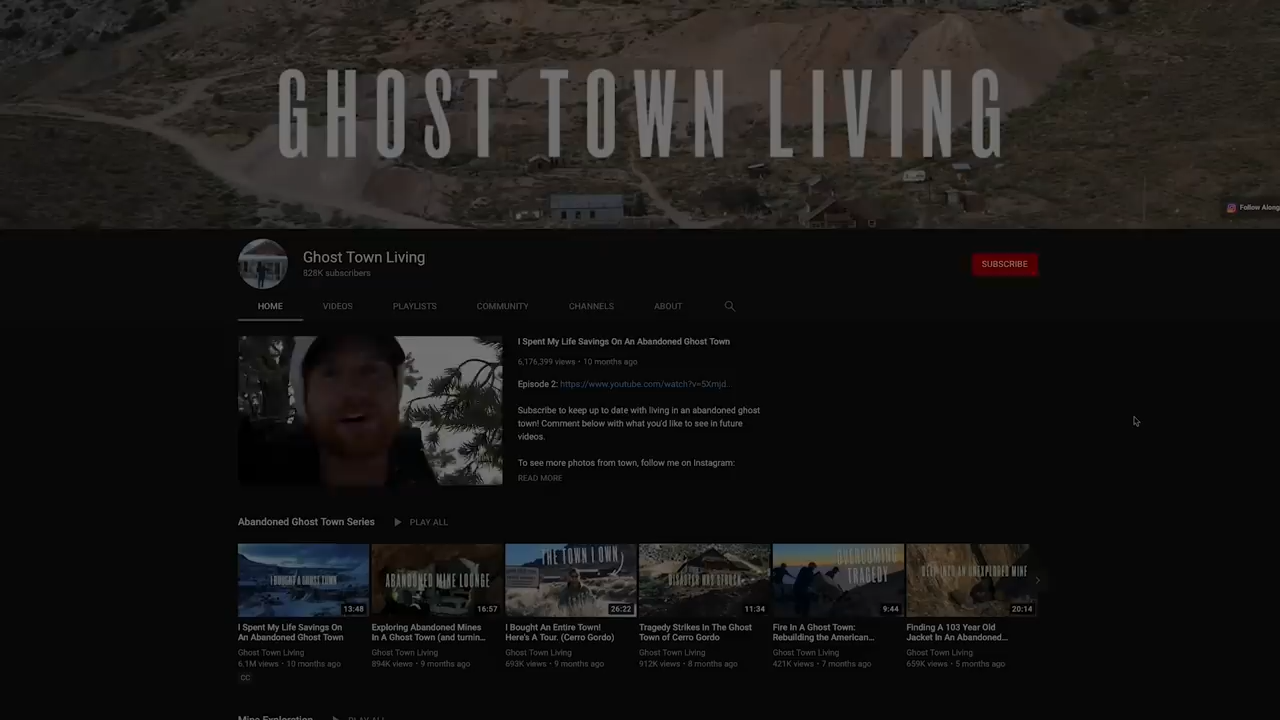 GHOST TOWN LIVING
Follow Along
Ghost Town Living
828K subscribers
SUBSCRIBE
HOME VIDEOS PLAYLISTS COMMUNITY CHANNELS ABOUT
I Spent My Life Savings On An Abandoned Ghost Town
6,176,399 views • 10 months ago
Episode 2: https://www.youtube.com/watch?v=5Xmjd...
Subscribe to keep up to date with living in an abandoned ghost
town! Comment below with what you'd like to see in future
videos.
To see more photos from town, follow me on Instagram:
READ MORE
Abandoned Ghost Town Series PLAY ALL
I BOUGHT A GHOST TOWN
13:48
ABANDONED MINE LOUNGE
16:57
THE TOWN I OWN
26:22
DISASTER HAS STRUCK
11:34
OVERCOMING
TRAGEDY
9:44
DEEP INTO AN UNEXPLORED MINE
20:14
I Spent My Life Savings On
An Abandoned Ghost Town
Ghost Town Living
6.1M views • 10 months ago
CC
Exploring Abandoned Mines
In A Ghost Town (and turnin...
Ghost Town Living
894K views • 9 months ago
I Bought An Entire Town!
Here's A Tour. (Cerro Gordo)
Ghost Town Living
693K views • 9 months ago
Tragedy Strikes In The Ghost
Town of Cerro Gordo
Ghost Town Living
912K views • 8 months ago
Fire In A Ghost Town:
Rebuilding the American...
Ghost Town Living
421K views • 7 months ago
Finding A 103 Year Old
Jacket In An Abandoned...
Ghost Town Living
659K views • 5 months ago
Mine Exploration PLAY ALL